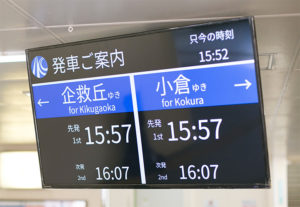 発車ご案内
只今の時刻
15:52
← 企救丘ゆき
for Kikugaoka
先発
1st
15:57
次発
2nd
16:07
小倉ゆき →
for Kokura
先発
1st
15:57
次発
2nd
16:07